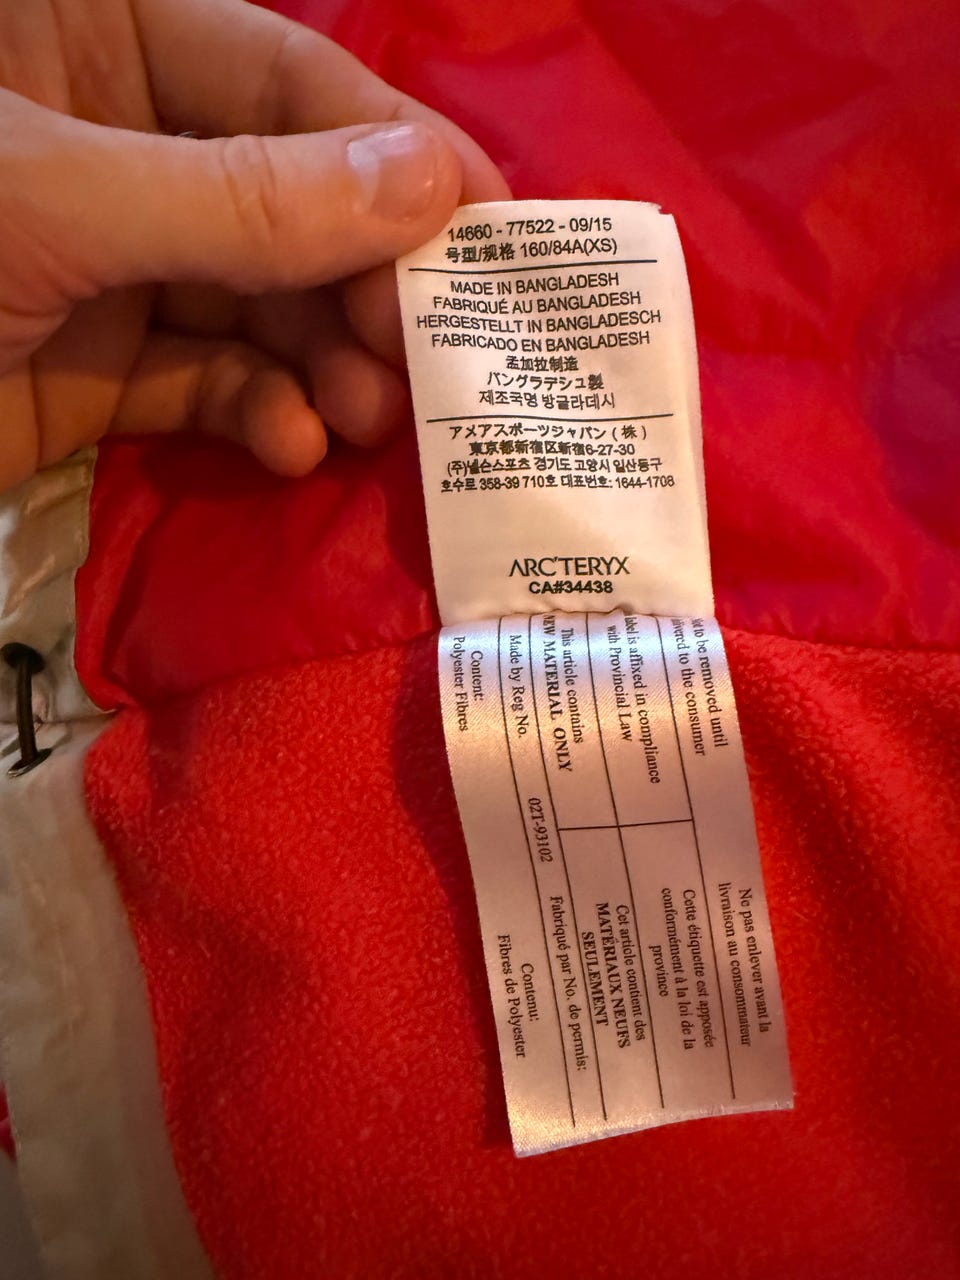 14660 - 77522 - 09/15
号型/规格 160/84A(XS)
MADE IN BANGLADESH
FABRIQUÉ AU BANGLADESH
HERGESTELLT IN BANGLADESCH
FABRICADO EN BANGLADESH
孟加拉制造
バングラデシュ製
제조국명 방글라데시
アメアスポーツジャパン ( 株 )
東京都新宿区新宿6-27-30
(주)넬슨스포츠 경기도 고양시 일산동구
호수로 358-39 710호 대표번호: 1644-1708
ARC'TERYX
CA#34438
to be removed until
to the consumer
is affixed in compliance
with Provincial Law
This article contains
NEW MATERIAL ONLY
Made by Reg No.
02T-93102
Content:
Polyester Fibres
Ne pas enlever avant la
livraison au consommateur
Cette étiquette est apposée
conformément à la loi de la
province
Cet article contient des
MATÉRIAUX NEUFS
SEULEMENT
Fabriqué par No. de permis:
Contenu:
Fibres de Polyester